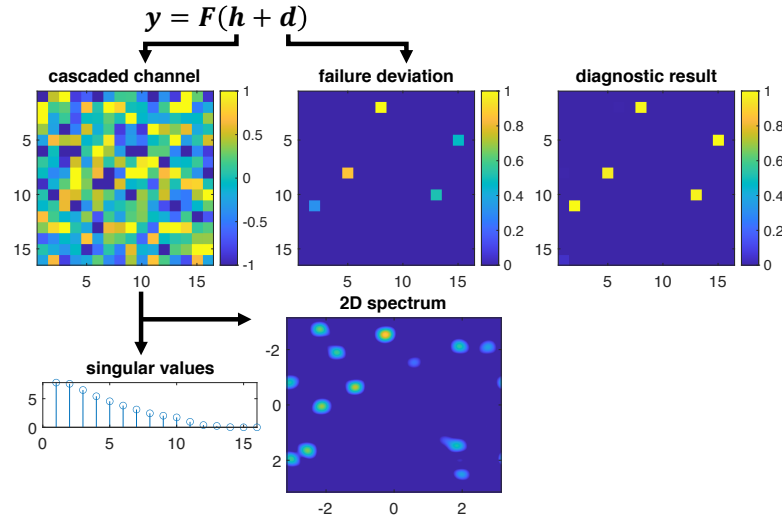 y = F(h + d)
cascaded channel
failure deviation
diagnostic result
5
10
15
5 10 15
1
0.5
0
-0.5
-1
5
10
15
5 10 15
1
0.8
0.6
0.4
0.2
0
5
10
15
5 10 15
1
0.8
0.6
0.4
0.2
0
singular values
5
0
0 5 10 15
2D spectrum
-2
0
2
-2 0 2